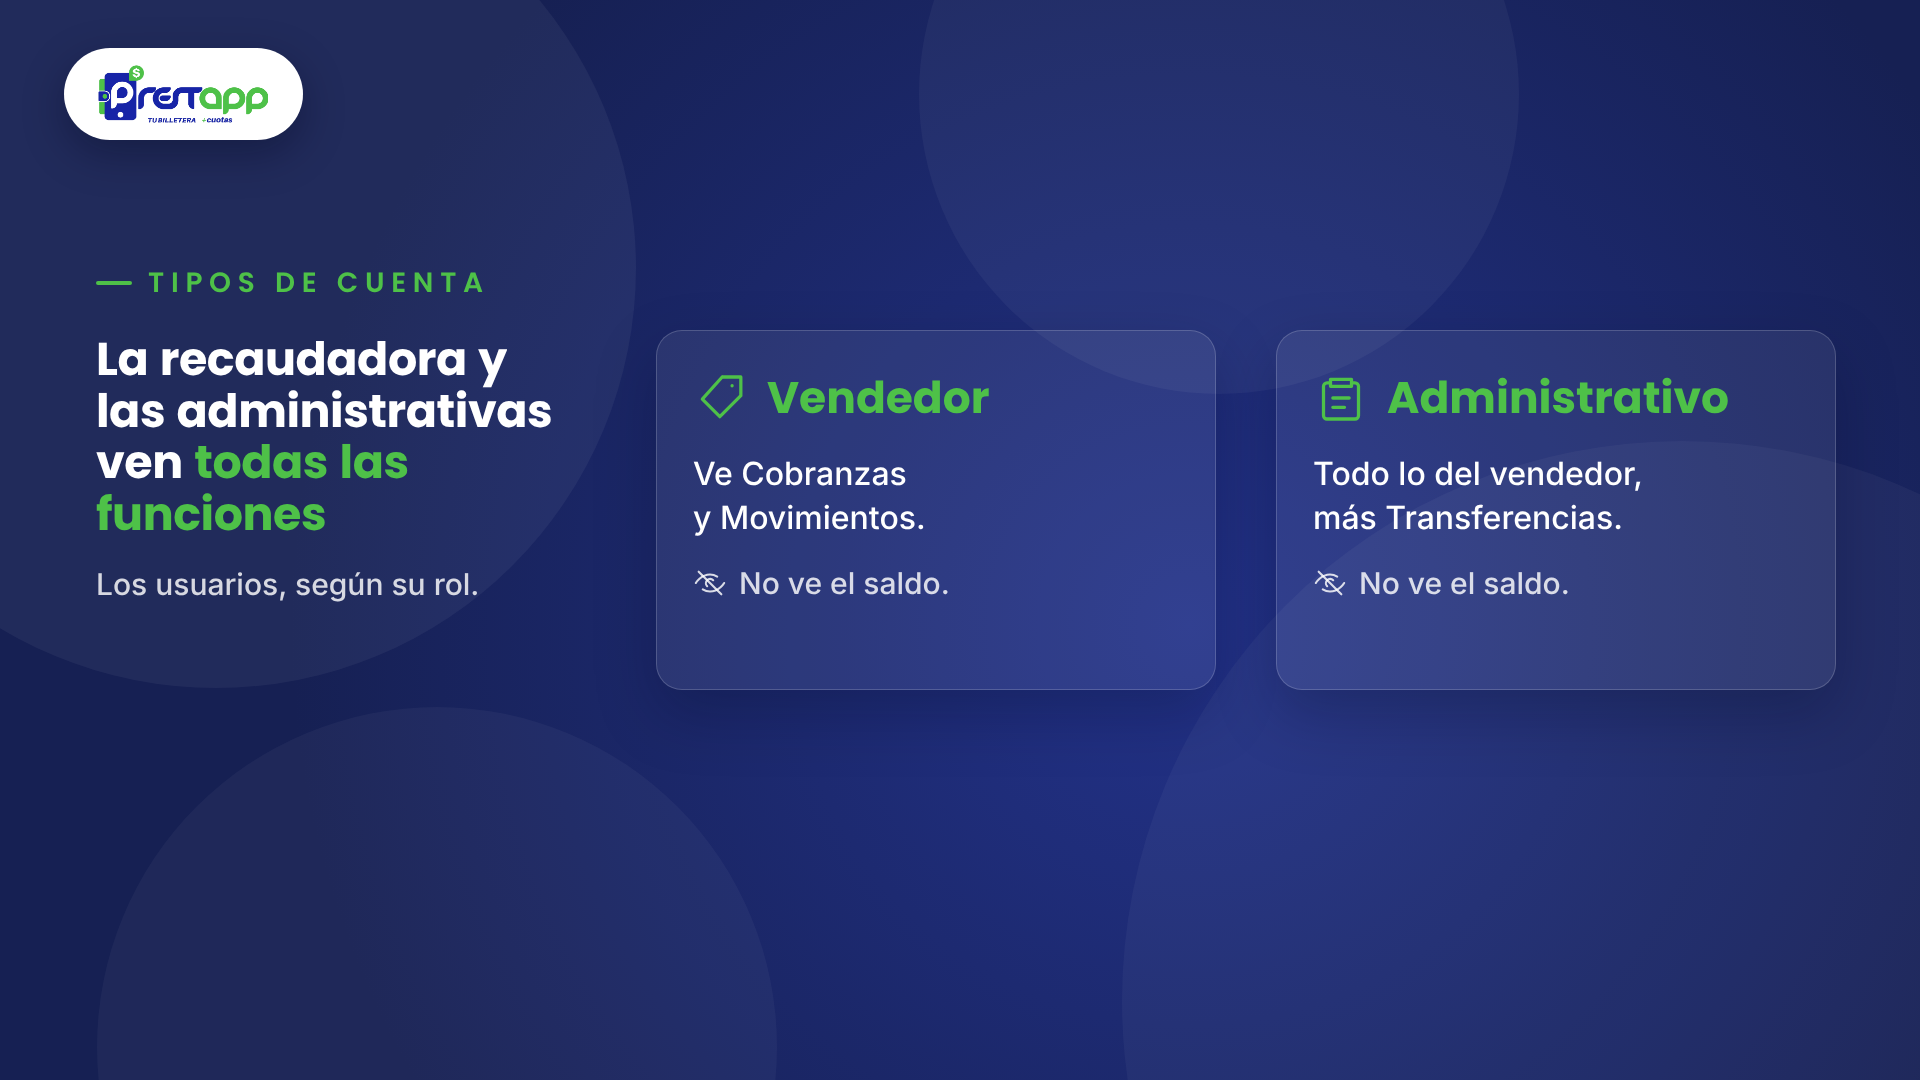 $
Prestapp
TU BILLETERA +cuotas
TIPOS DE CUENTA
La recaudadora y
las administrativas
ven todas las
funciones
Los usuarios, según su rol.
Vendedor
Ve Cobranzas
y Movimientos.
No ve el saldo.
Administrativo
Todo lo del vendedor,
más Transferencias.
No ve el saldo.